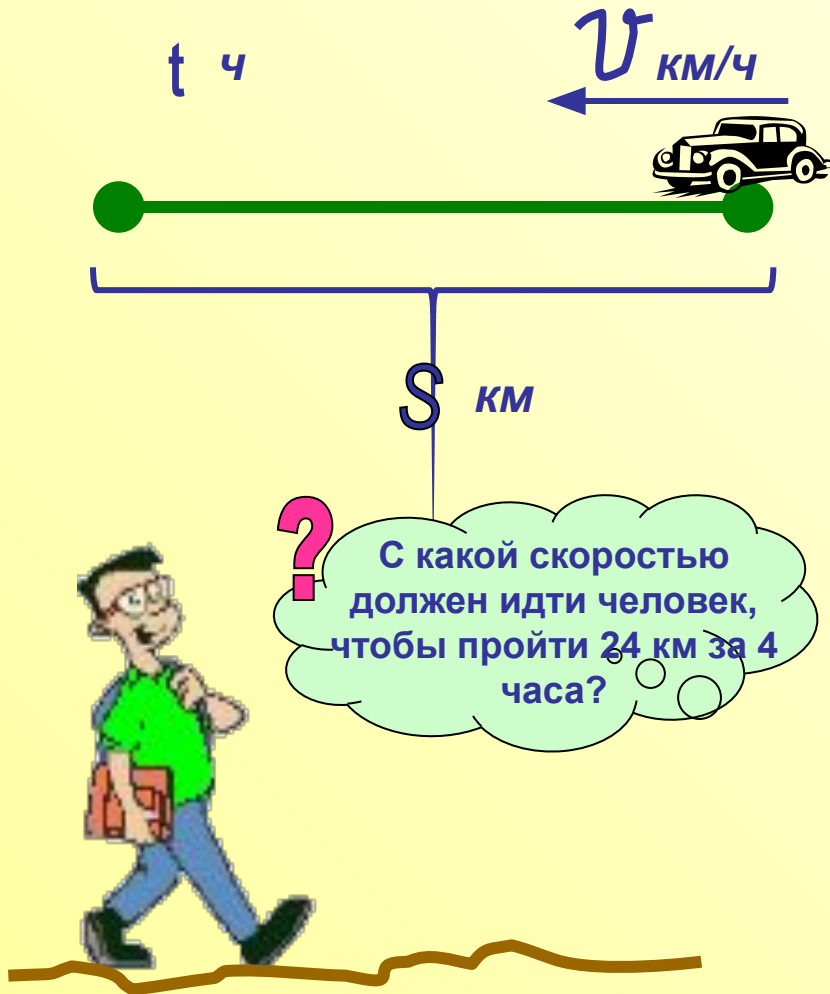 t ч
v км/ч
S км
?
С какой скоростью
должен идти человек,
чтобы пройти 24 км за 4
часа?